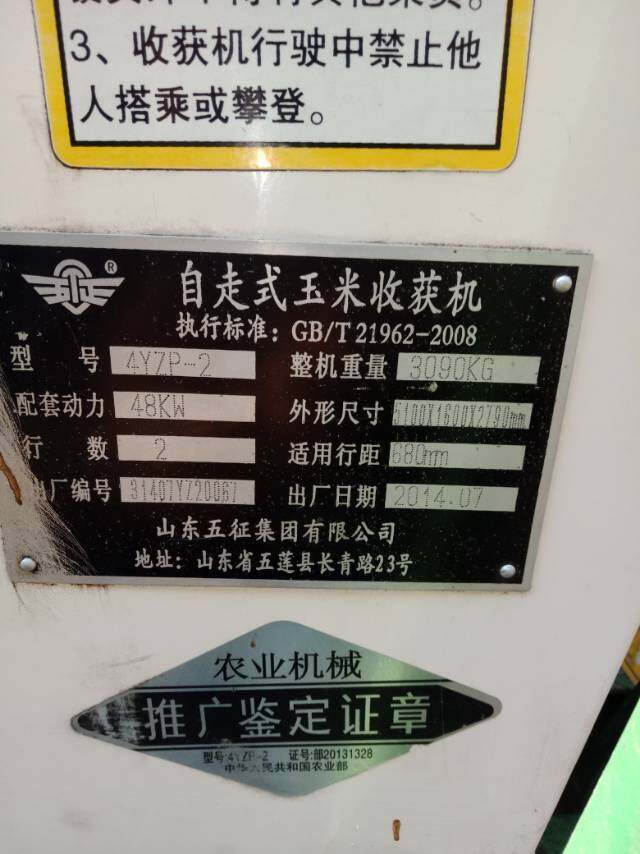 3、收获机行驶中禁止他
人搭乘或攀登。
五征 ®
自走式玉米收获机
执行标准：GB/T 21962-2008
型号 4YZP-2 整机重量 3090KG
配套动力 48KW 外形尺寸 5100X1600X2790mm
行数 2 适用行距 680mm
出厂编号 31407YZ20067 出厂日期 2014.07
山东五征集团有限公司
地址：山东省五莲县长青路23号
农业机械
推广鉴定证章
型号:4YZP-2 证号:部20131328
中华人民共和国农业部